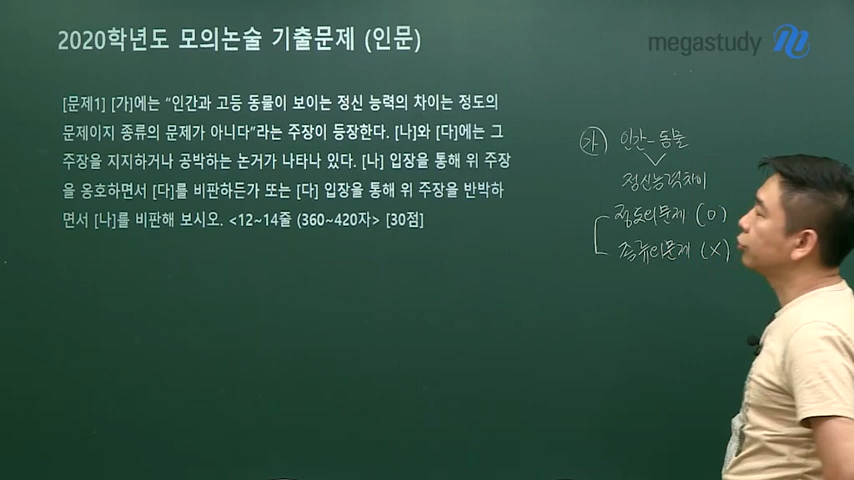 2020학년도 모의논술 기출문제 (인문)
megastudy
[문제1] [가]에는 “인간과 고등 동물이 보이는 정신 능력의 차이는 정도의
문제이지 종류의 문제가 아니다”라는 주장이 등장한다. [나]와 [다]에는 그
주장을 지지하거나 공박하는 논거가 나타나 있다. [나] 입장을 통해 위 주장
을 옹호하면서 [다]를 비판하든가 또는 [다] 입장을 통해 위 주장을 반박하
면서 [나]를 비판해 보시오. <12~14줄 (360~420자> [30점]
가 인간-동물
정신능력차이
정도의문제 (O)
종류의문제 (X)